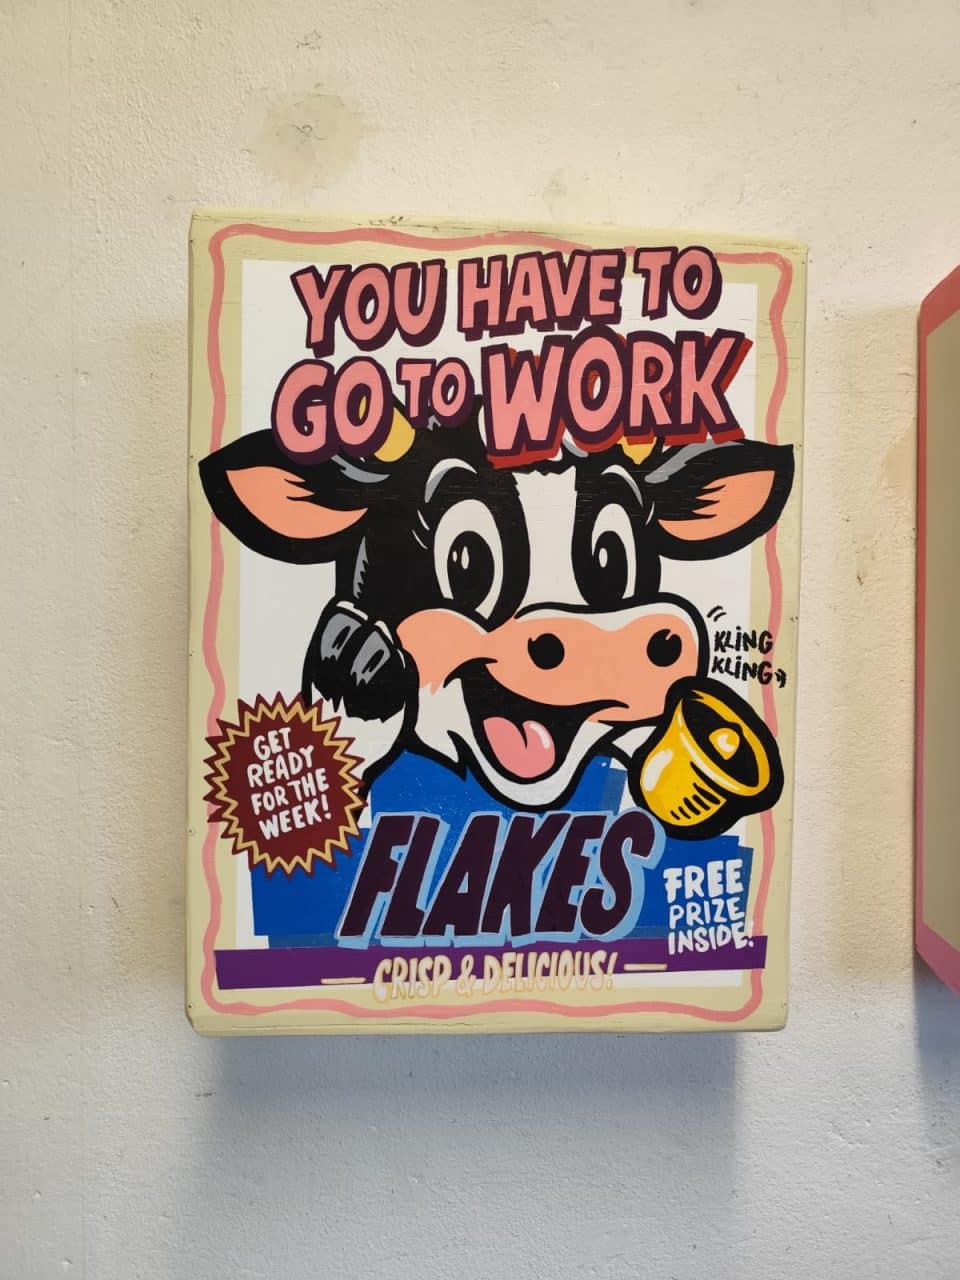 YOU HAVE TO
GO TO WORK
KLING
KLING
GET
READY
FOR THE
WEEK!
FLAKES
FREE
PRIZE
INSIDE!
CRISP & DELICIOUS!